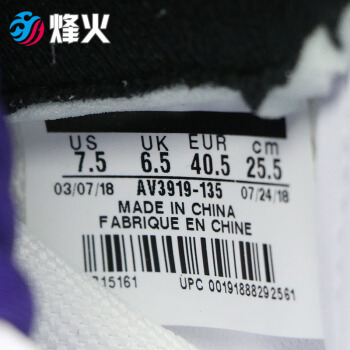 烽火
US UK EUR cm
7.5 6.5 40.5 25.5
03/07/18 AV3919-135 07/24/18
MADE IN CHINA
FABRIQUE EN CHINE
715161 UPC 00191888292561